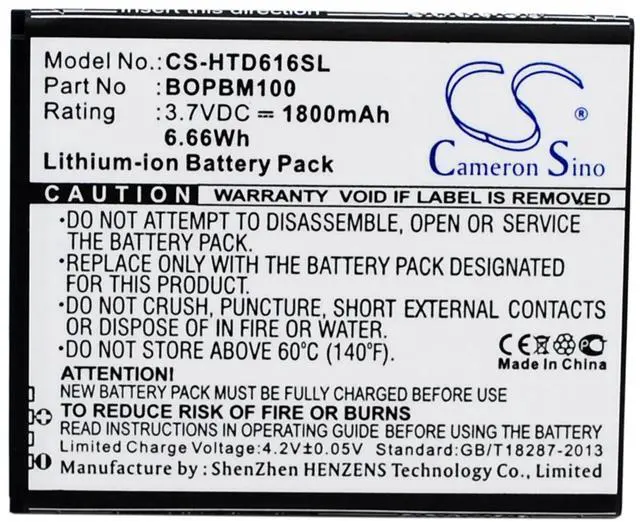 Model No.: CS-HTD616SL
Part No : BOPBM100
Rating : 3.7VDC ⎓ 1800mAh
6.66Wh
Lithium-ion Battery Pack
CS ®
Cameron Sino
CAUTION WARRANTY VOID IF LABEL IS REMOVED
•DO NOT ATTEMPT TO DISASSEMBLE, OPEN OR SERVICE
THE BATTERY PACK.
•REPLACE ONLY WITH THE BATTERY PACK DESIGNATED
FOR THIS PRODUCT.
•DO NOT CRUSH, PUNCTURE, SHORT EXTERNAL CONTACTS
OR DISPOSE OF IN FIRE OR WATER.
•DO NOT STORE ABOVE 60°C (140°F).
CE
Made In China
ATTENTION!
NEW BATTERY PACK MUST BE FULLY CHARGED BEFORE USE
TO REDUCE RISK OF FIRE OR BURNS
READ INSTRUCTIONS IN OPERATING GUIDE BEFORE USING THE BATTERY
Limited Charge Voltage:4.2V±0.05V Standard:GB/T18287-2013
Manufacture by: ShenZhen HENZENS Technology Co., Ltd.